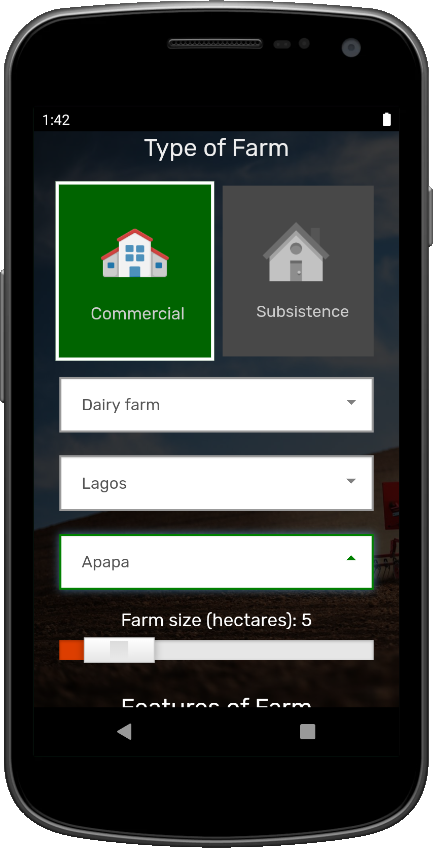 1:42
Type of Farm
Commercial
Subsistence
Dairy farm
Lagos
Apapa
Farm size (hectares): 5
Features of Farm